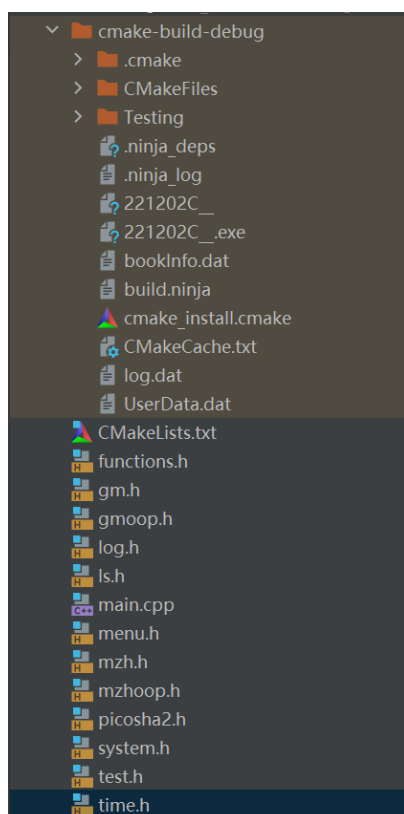 cmake-build-debug
.cmake
CMakeFiles
Testing
.ninja_deps
.ninja_log
221202C__
221202C__.exe
bookInfo.dat
build.ninja
cmake_install.cmake
CMakeCache.txt
log.dat
UserData.dat
CMakeLists.txt
functions.h
gm.h
gmoop.h
log.h
ls.h
main.cpp
menu.h
mzh.h
mzhoop.h
picosha2.h
system.h
test.h
time.h